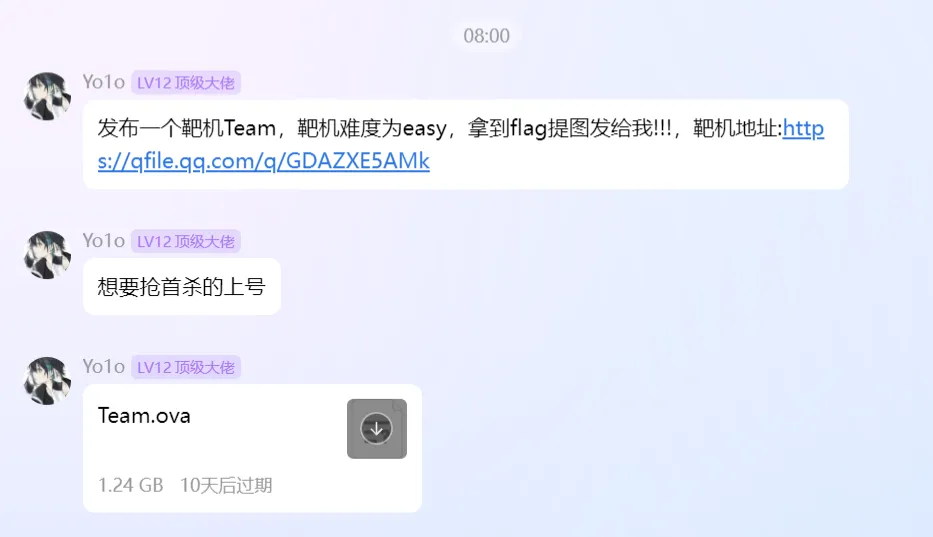 08:00
Yo1o LV12 顶级大佬
发布一个靶机Team，靶机难度为easy，拿到flag提图发给我!!!，靶机地址:http
s://qfile.qq.com/q/GDAZXE5AMk
Yo1o LV12 顶级大佬
想要抢首杀的上号
Yo1o LV12 顶级大佬
Team.ova
1.24 GB 10天后过期